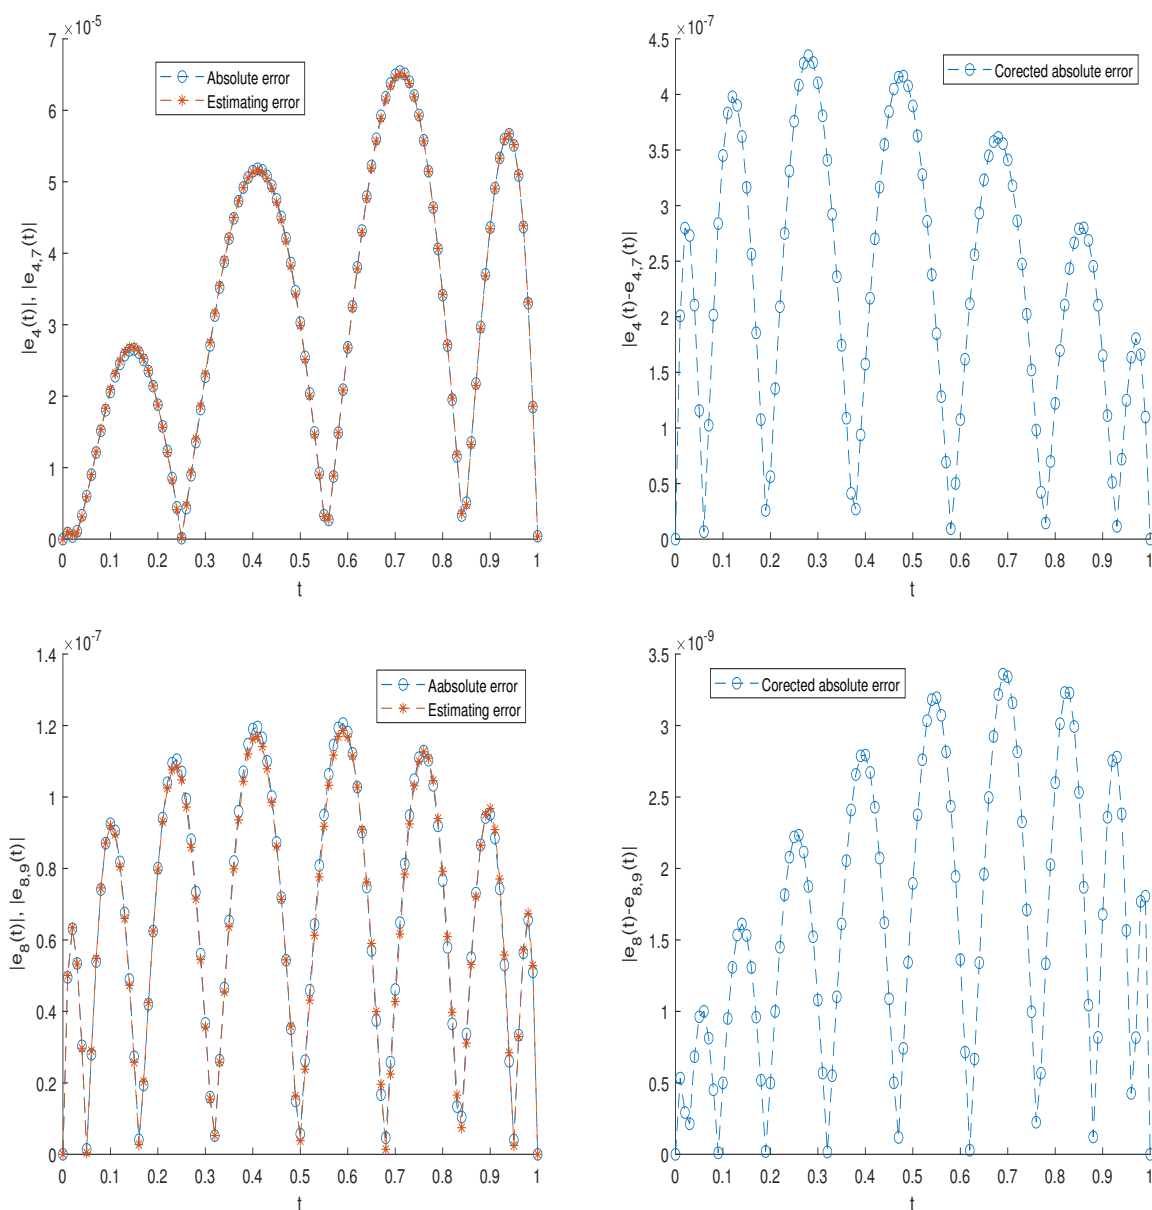 ×10-5
7
6
5
4
3
2
1
0
|e4(t)|, |e4,7(t)|
Absolute error
Estimating error
0 0.1 0.2 0.3 0.4 0.5 0.6 0.7 0.8 0.9 1
t
×10-7
4.5
4
3.5
3
2.5
2
1.5
1
0.5
0
|e4(t)-e4,7(t)|
Corected absolute error
0 0.1 0.2 0.3 0.4 0.5 0.6 0.7 0.8 0.9 1
t
×10-7
1.4
1.2
1
0.8
0.6
0.4
0.2
0
|e8(t)|, |e8,9(t)|
Aabsolute error
Estimating error
0 0.1 0.2 0.3 0.4 0.5 0.6 0.7 0.8 0.9 1
t
×10-9
3.5
3
2.5
2
1.5
1
0.5
0
|e8(t)-e8,9(t)|
Corected absolute error
0 0.1 0.2 0.3 0.4 0.5 0.6 0.7 0.8 0.9 1
t